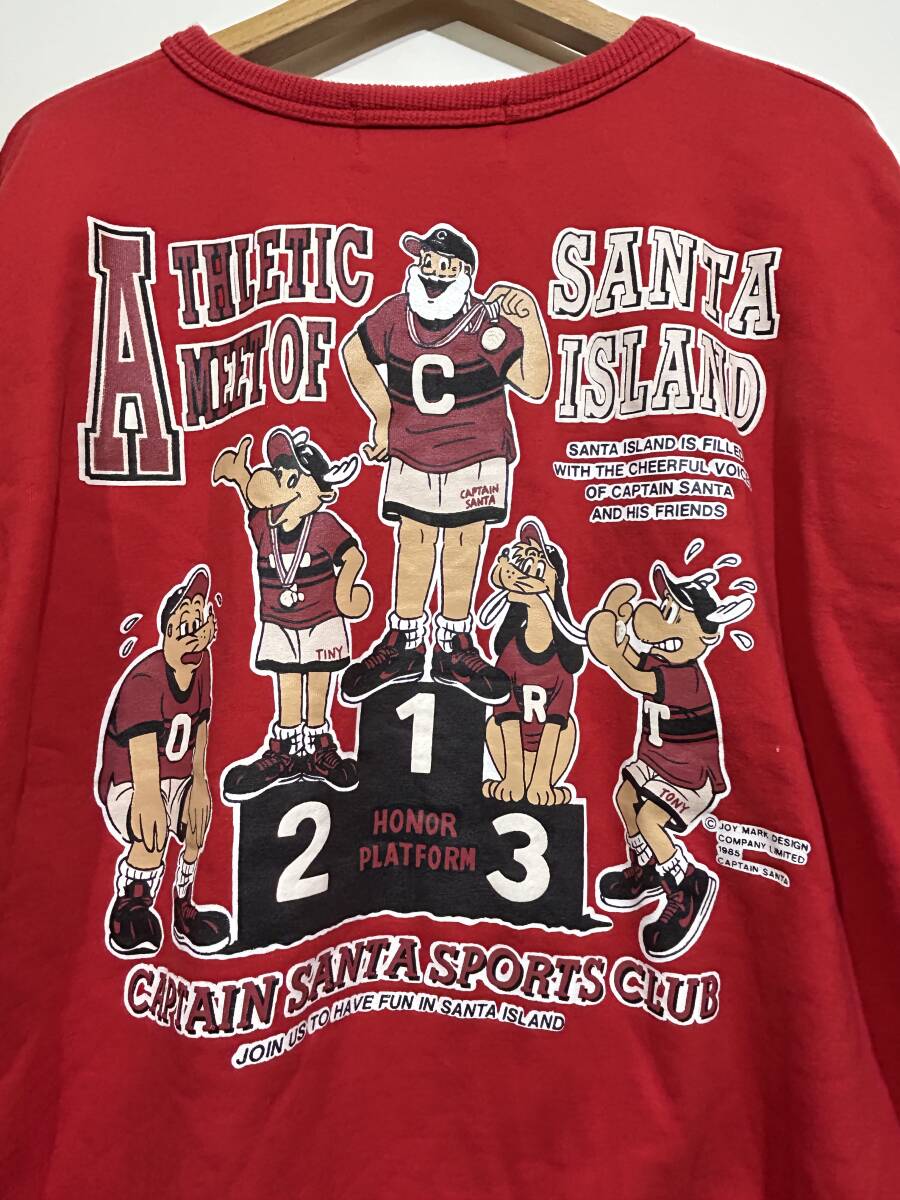 ATHLETIC
MEET OF
SANTA
ISLAND
SANTA ISLAND IS FILLED
WITH THE CHEERFUL VOICE
OF CAPTAIN SANTA
AND HIS FRIENDS
C
C
CAPTAIN
SANTA
TINY
O
R
T
TONY
1
2
3
HONOR
PLATFORM
© JOY MARK DESIGN
COMPANY LIMITED
1985
CAPTAIN SANTA
CAPTAIN SANTA SPORTS CLUB
JOIN US TO HAVE FUN IN SANTA ISLAND